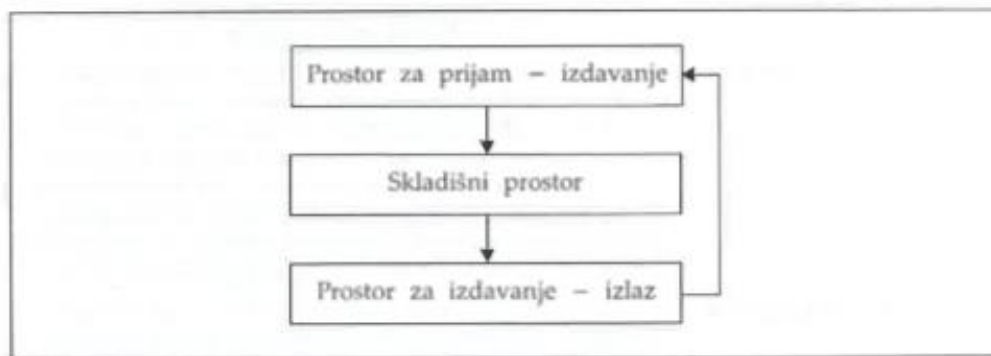 Prostor za prijam – izdavanje
Skladišni prostor
Prostor za izdavanje – izlaz